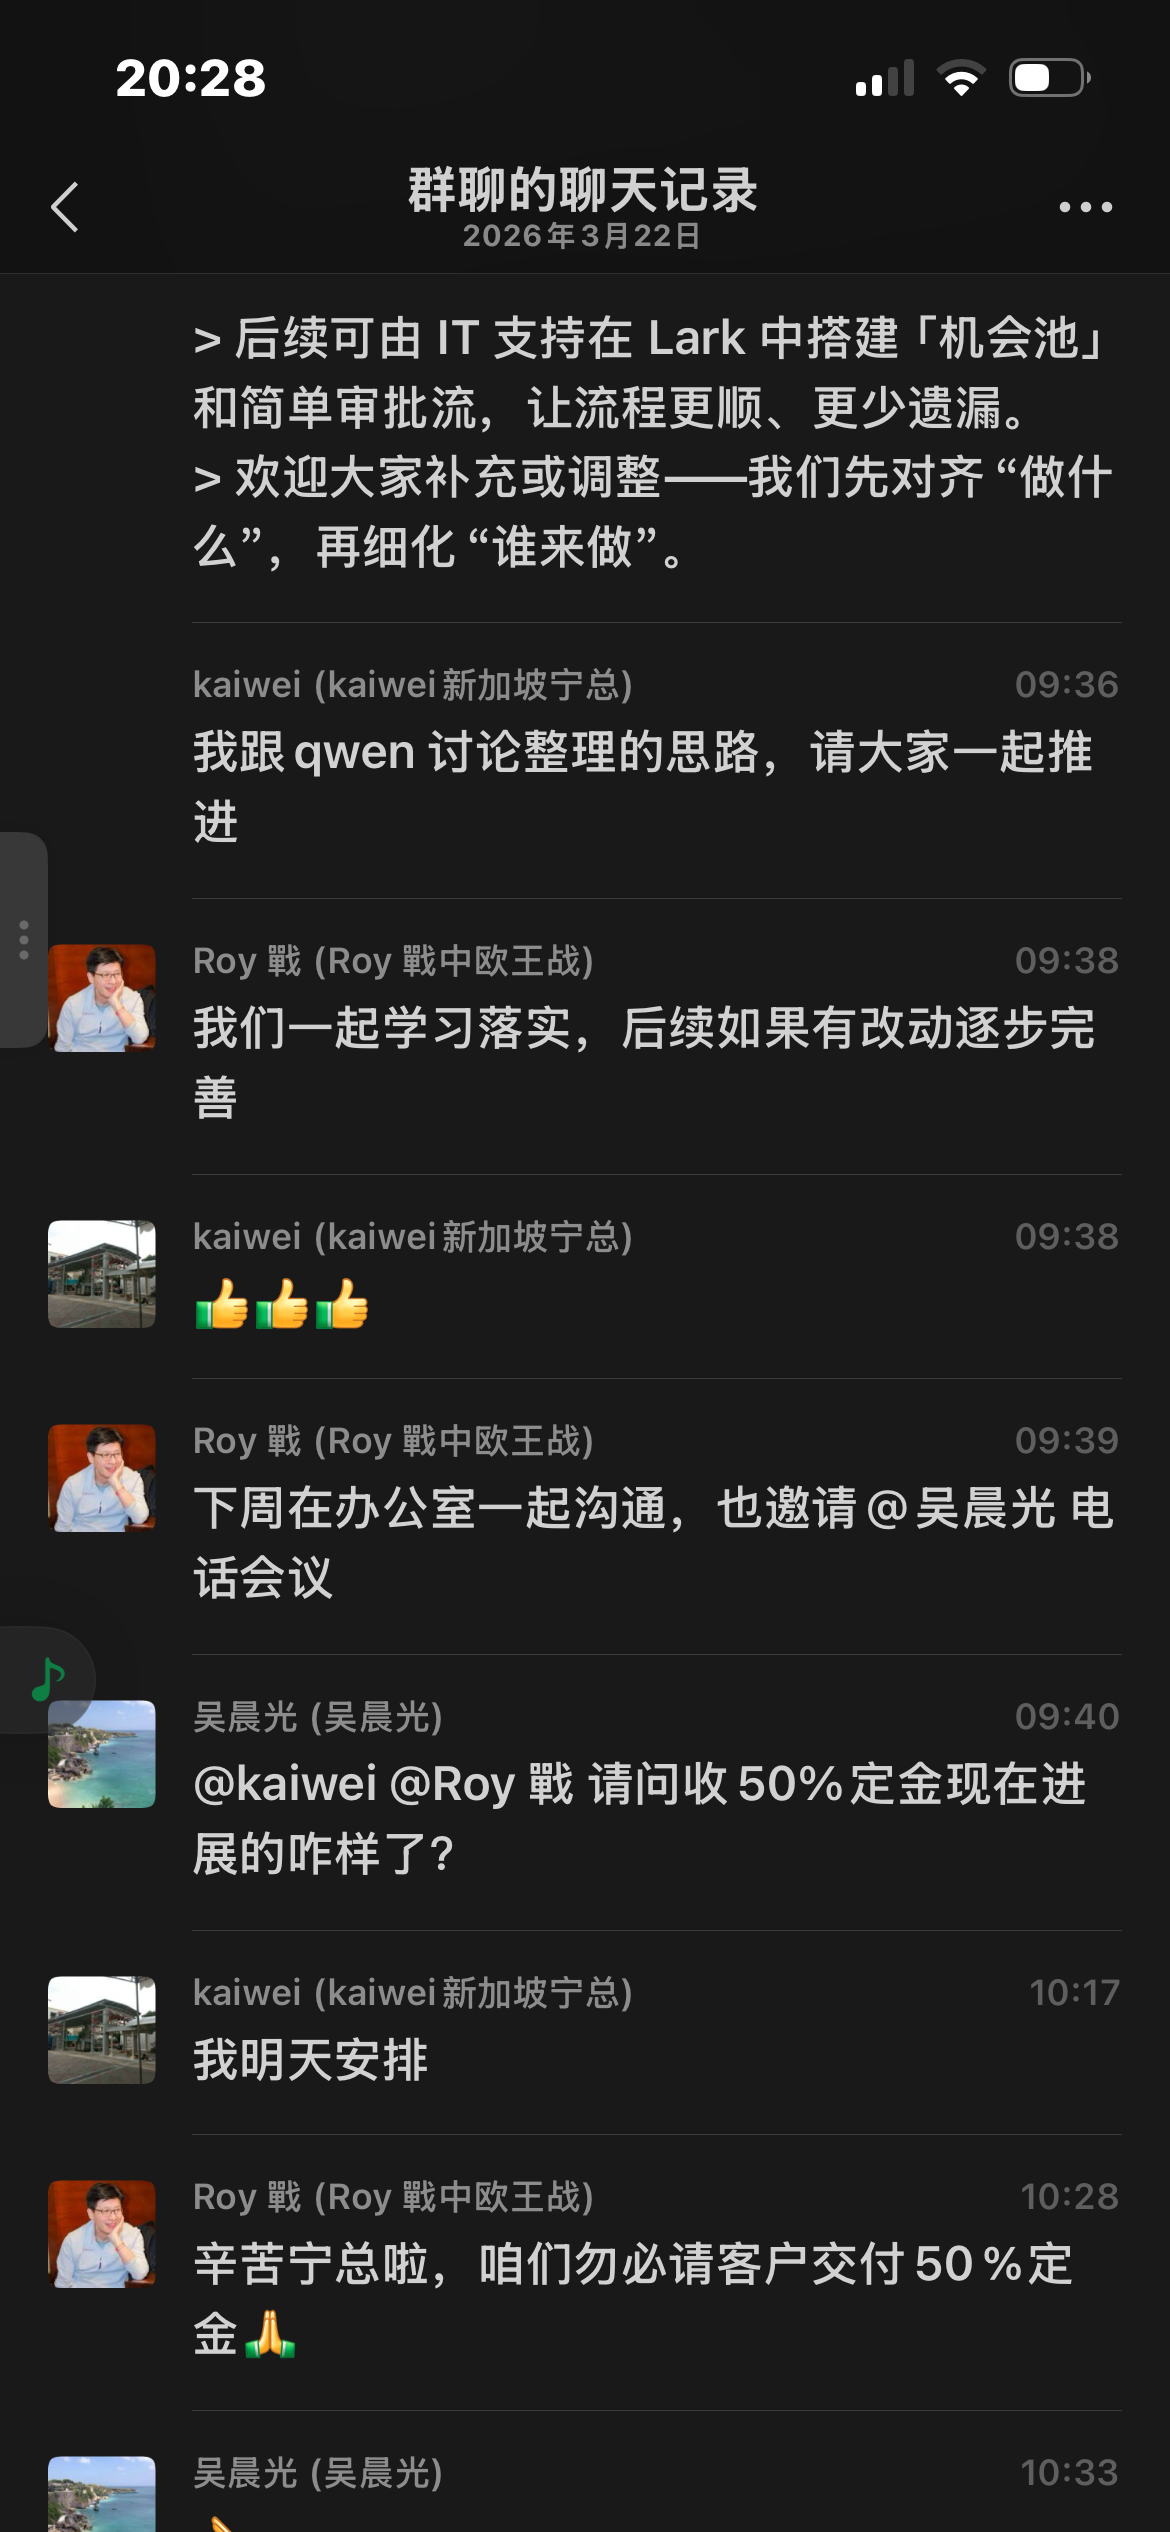 20:28
群聊的聊天记录
2026年3月22日
> 后续可由 IT 支持在 Lark 中搭建「机会池」
和简单审批流，让流程更顺、更少遗漏。
> 欢迎大家补充或调整——我们先对齐 “做什
么”，再细化 “谁来做”。
kaiwei (kaiwei新加坡宁总)
09:36
我跟 qwen 讨论整理的思路，请大家一起推
进
Roy 戰 (Roy 戰中欧王战)
09:38
我们一起学习落实，后续如果有改动逐步完
善
kaiwei (kaiwei新加坡宁总)
09:38
👍👍👍
Roy 戰 (Roy 戰中欧王战)
09:39
下周在办公室一起沟通，也邀请@吴晨光 电
话会议
吴晨光 (吴晨光)
09:40
@kaiwei @Roy 戰 请问收50%定金现在进
展的咋样了?
kaiwei (kaiwei新加坡宁总)
10:17
我明天安排
Roy 戰 (Roy 戰中欧王战)
10:28
辛苦宁总啦，咱们勿必请客户交付50%定
金🙏
吴晨光 (吴晨光)
10:33